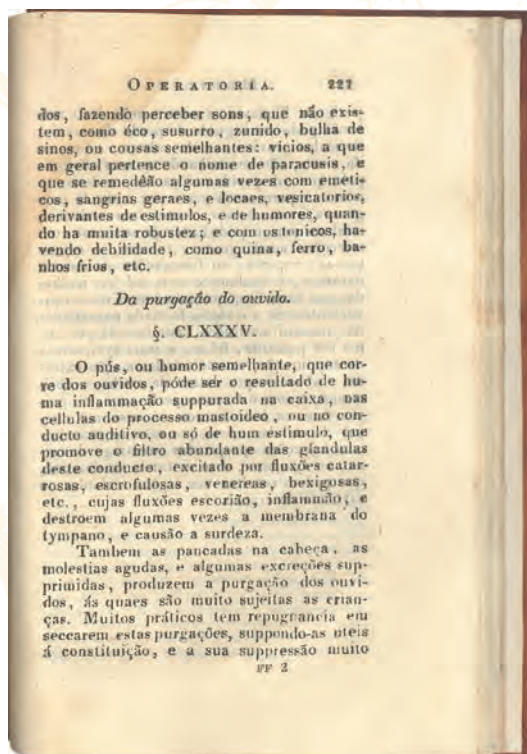 OPERATORIA. 227
dos, fazendo perceber sons, que não exis-
tem, como éco, susurro, zunido, bulha de
sinos, ou cousas semelhantes: vicios, a que
em geral pertence o nome de paracusis, e
que se remedêão algumas vezes com eméti-
cos, sangrias geraes, e locaes, vesicatorios,
derivantes de estimulos, e de humores, quan-
do ha muita robustez; e com os tonicos, ha-
vendo debilidade, como quina, ferro, ba-
nhos frios, etc.
Da purgação do ouvido.
§. CLXXXV.
O pús, ou humor semelhante, que cor-
re dos ouvidos, póde ser o resultado de hu-
ma inflammação suppurada na caixa, nas
cellulas do processo mastoideo, ou no con-
ducto auditivo, ou só de hum estimulo, que
promove o filtro abundante das glandulas
deste conducto, excitado por fluxões catar-
rosas, escrofulosas, venereas, bexigosas,
etc., cujas fluxões escorião, inflammão, e
destroem algumas vezes a membrana do
tympano, e causão a surdeza.
Tambem as pancadas na cabeça, as
molestias agudas, e algumas excreções sup-
primidas, produzem a purgação dos ouvi-
dos, ás quaes são muito sujeitas as crian-
ças. Muitos práticos tem repugnancia em
seccarem estas purgações, suppondo-as uteis
á constituição, e a sua suppressão muito
FF 2